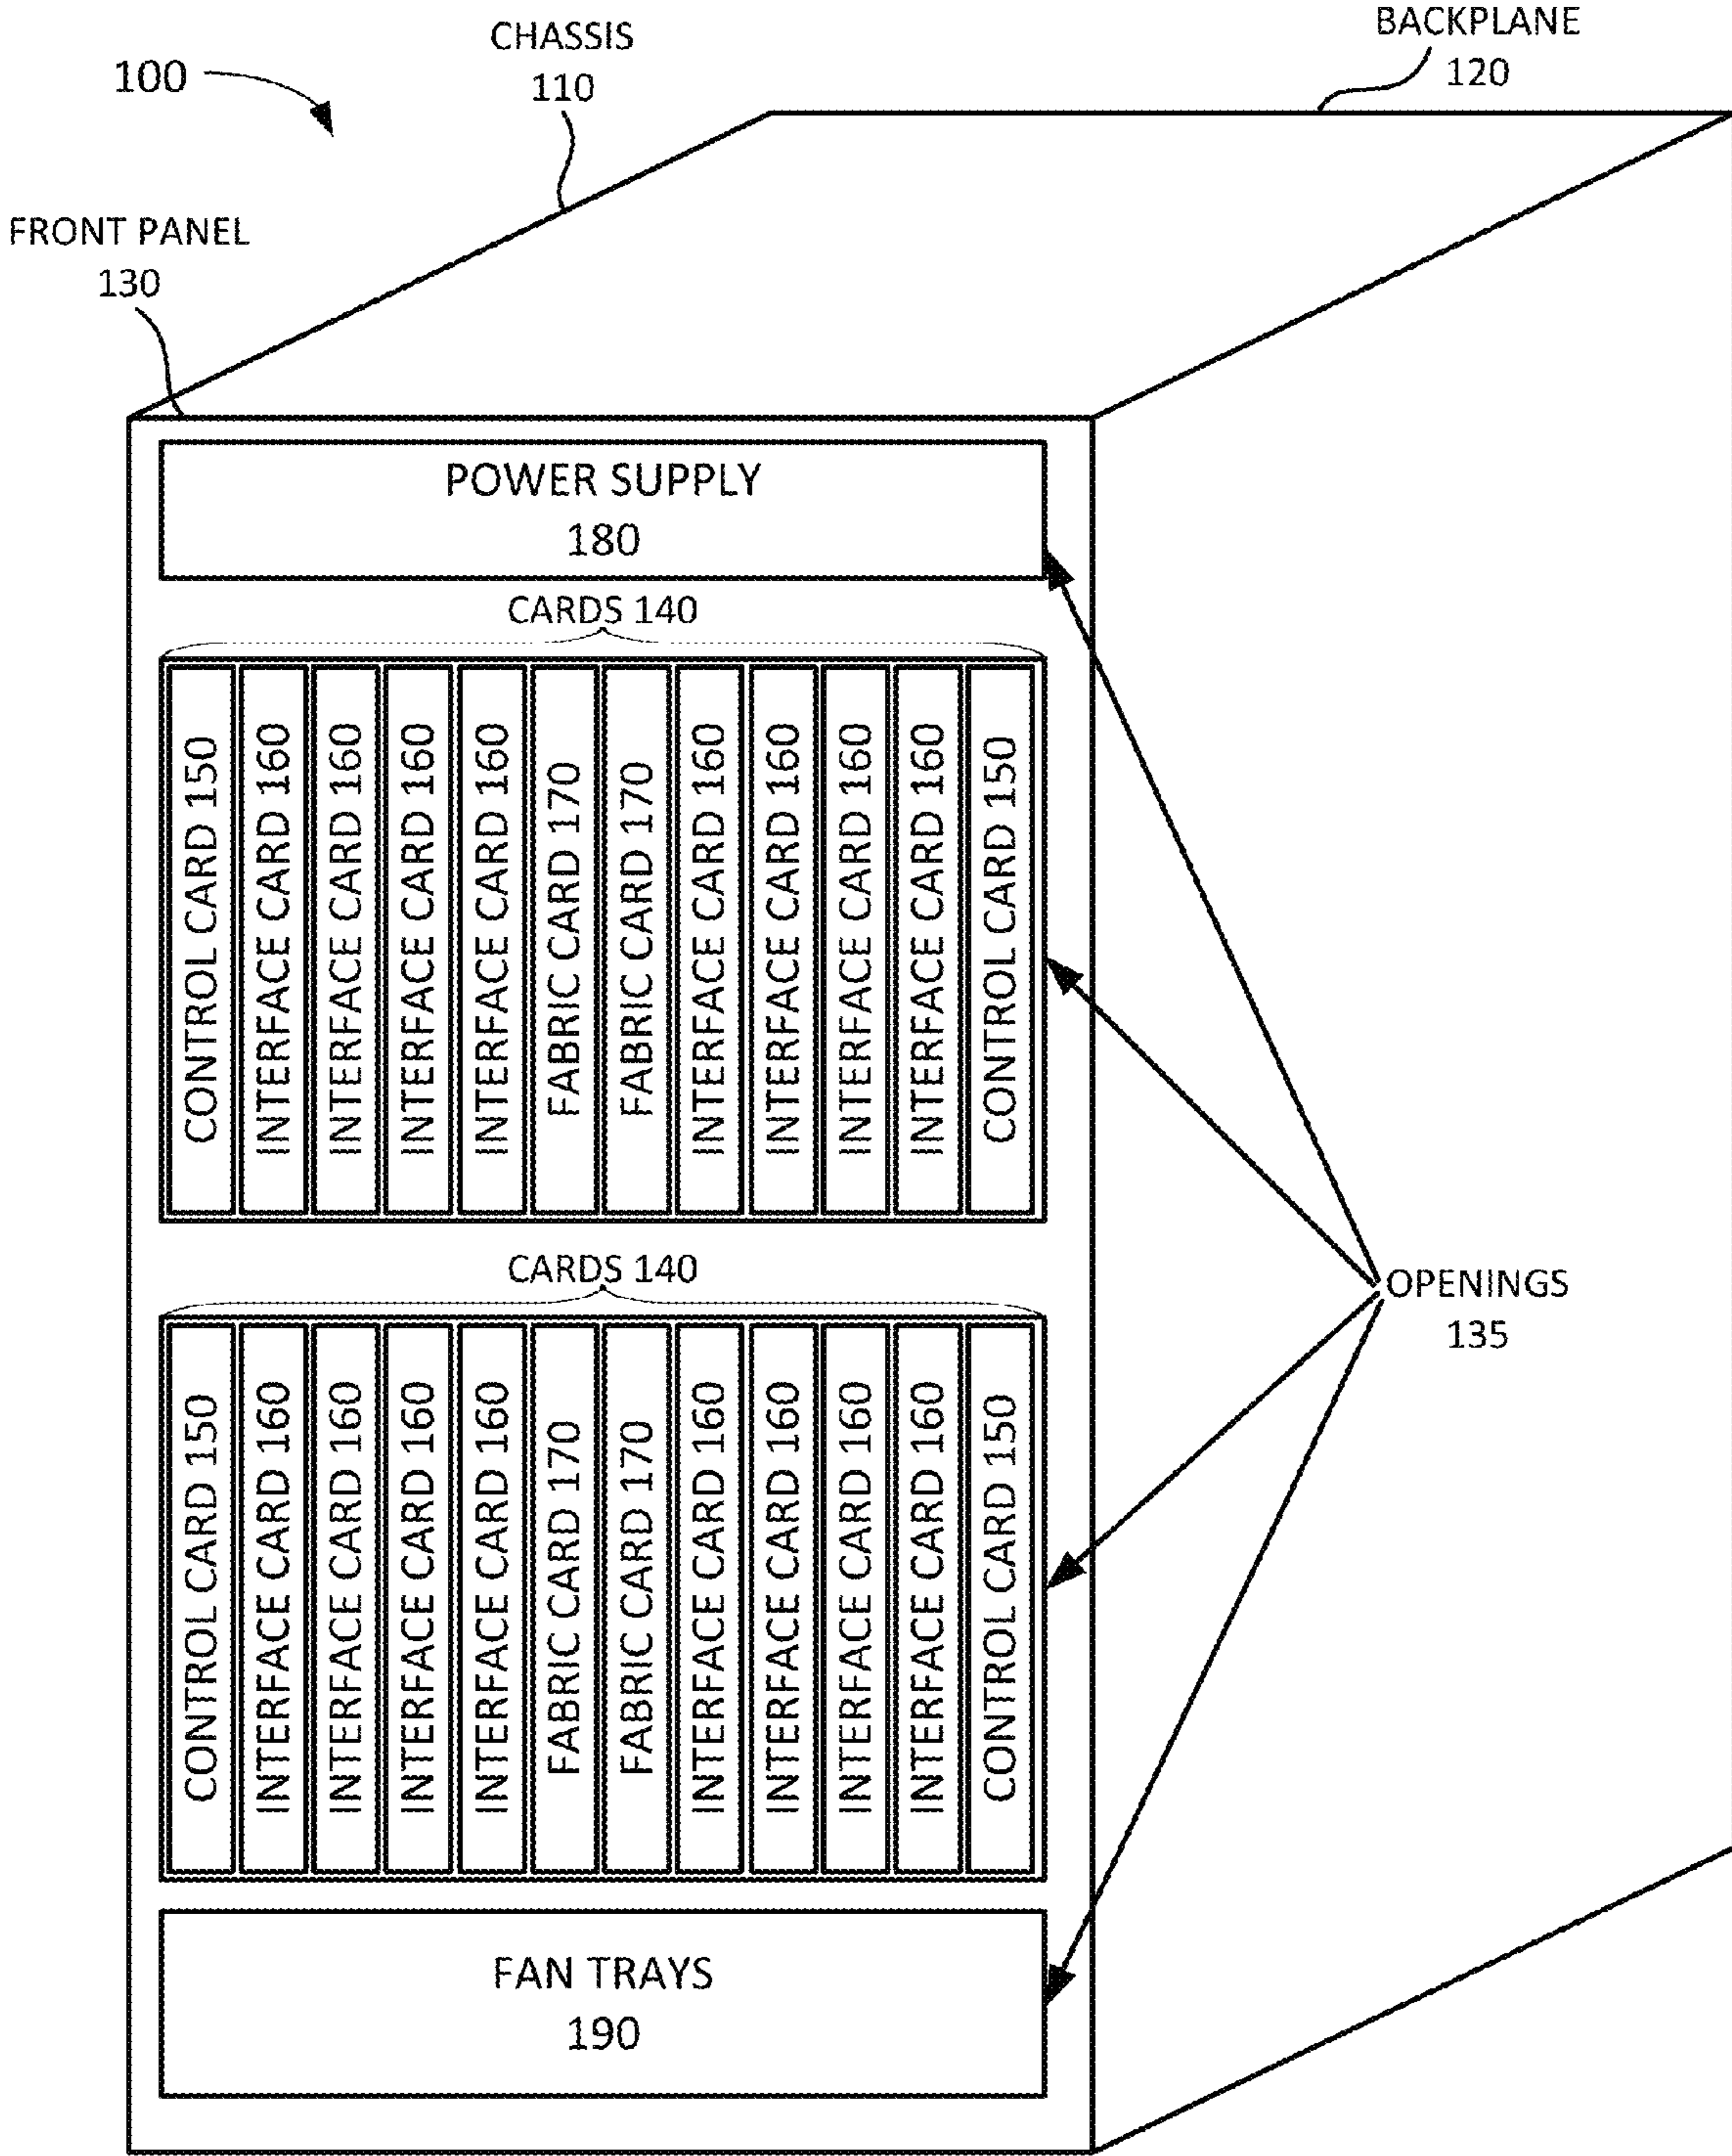 CHASSIS
110
BACKPLANE
120
100
FRONT PANEL
130
POWER SUPPLY
180
CARDS 140
CONTROL CARD 150
INTERFACE CARD 160
INTERFACE CARD 160
INTERFACE CARD 160
INTERFACE CARD 160
FABRIC CARD 170
FABRIC CARD 170
INTERFACE CARD 160
INTERFACE CARD 160
INTERFACE CARD 160
INTERFACE CARD 160
CONTROL CARD 150
CARDS 140
OPENINGS
135
CONTROL CARD 150
INTERFACE CARD 160
INTERFACE CARD 160
INTERFACE CARD 160
INTERFACE CARD 160
FABRIC CARD 170
FABRIC CARD 170
INTERFACE CARD 160
INTERFACE CARD 160
INTERFACE CARD 160
INTERFACE CARD 160
CONTROL CARD 150
FAN TRAYS
190